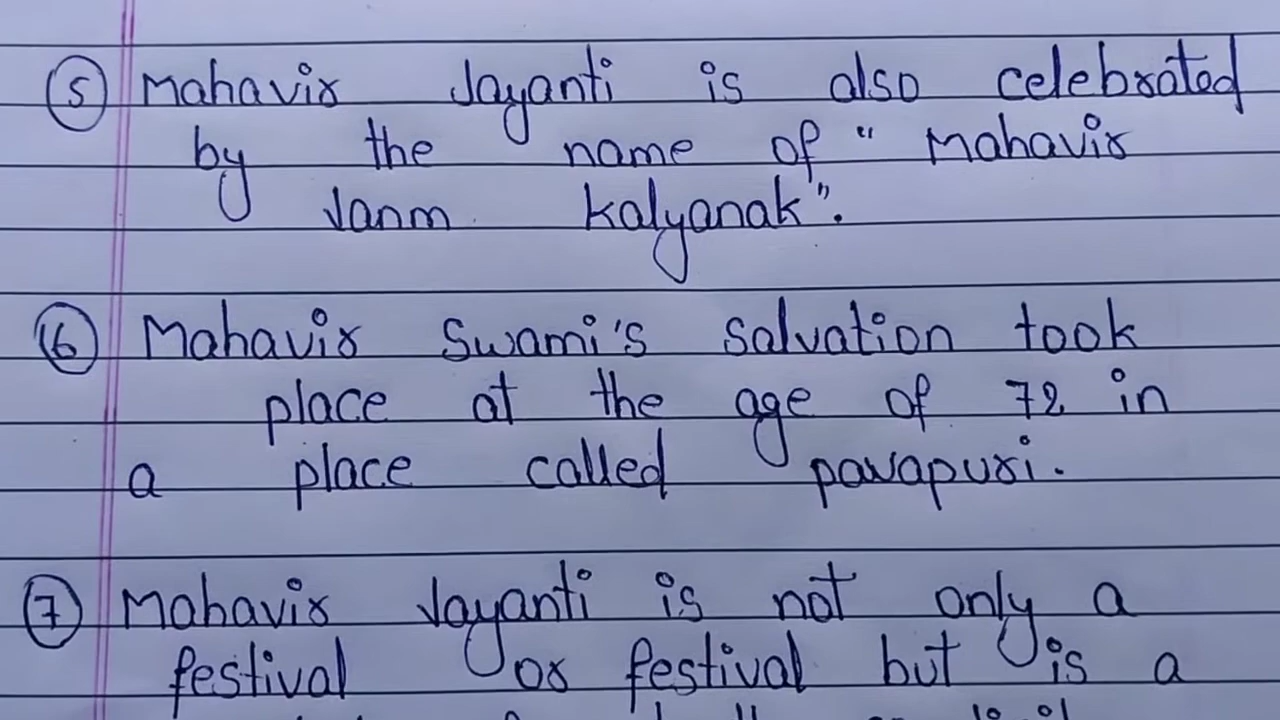 5 Mahavir Jayanti is also celebrated
by the name of “Mahavir
Janm Kalyanak”.
6 Mahavir Swami's Salvation took
place at the age of 72 in
a place called pavapuri.
7 Mahavir Jayanti is not only a
festival or festival but is a